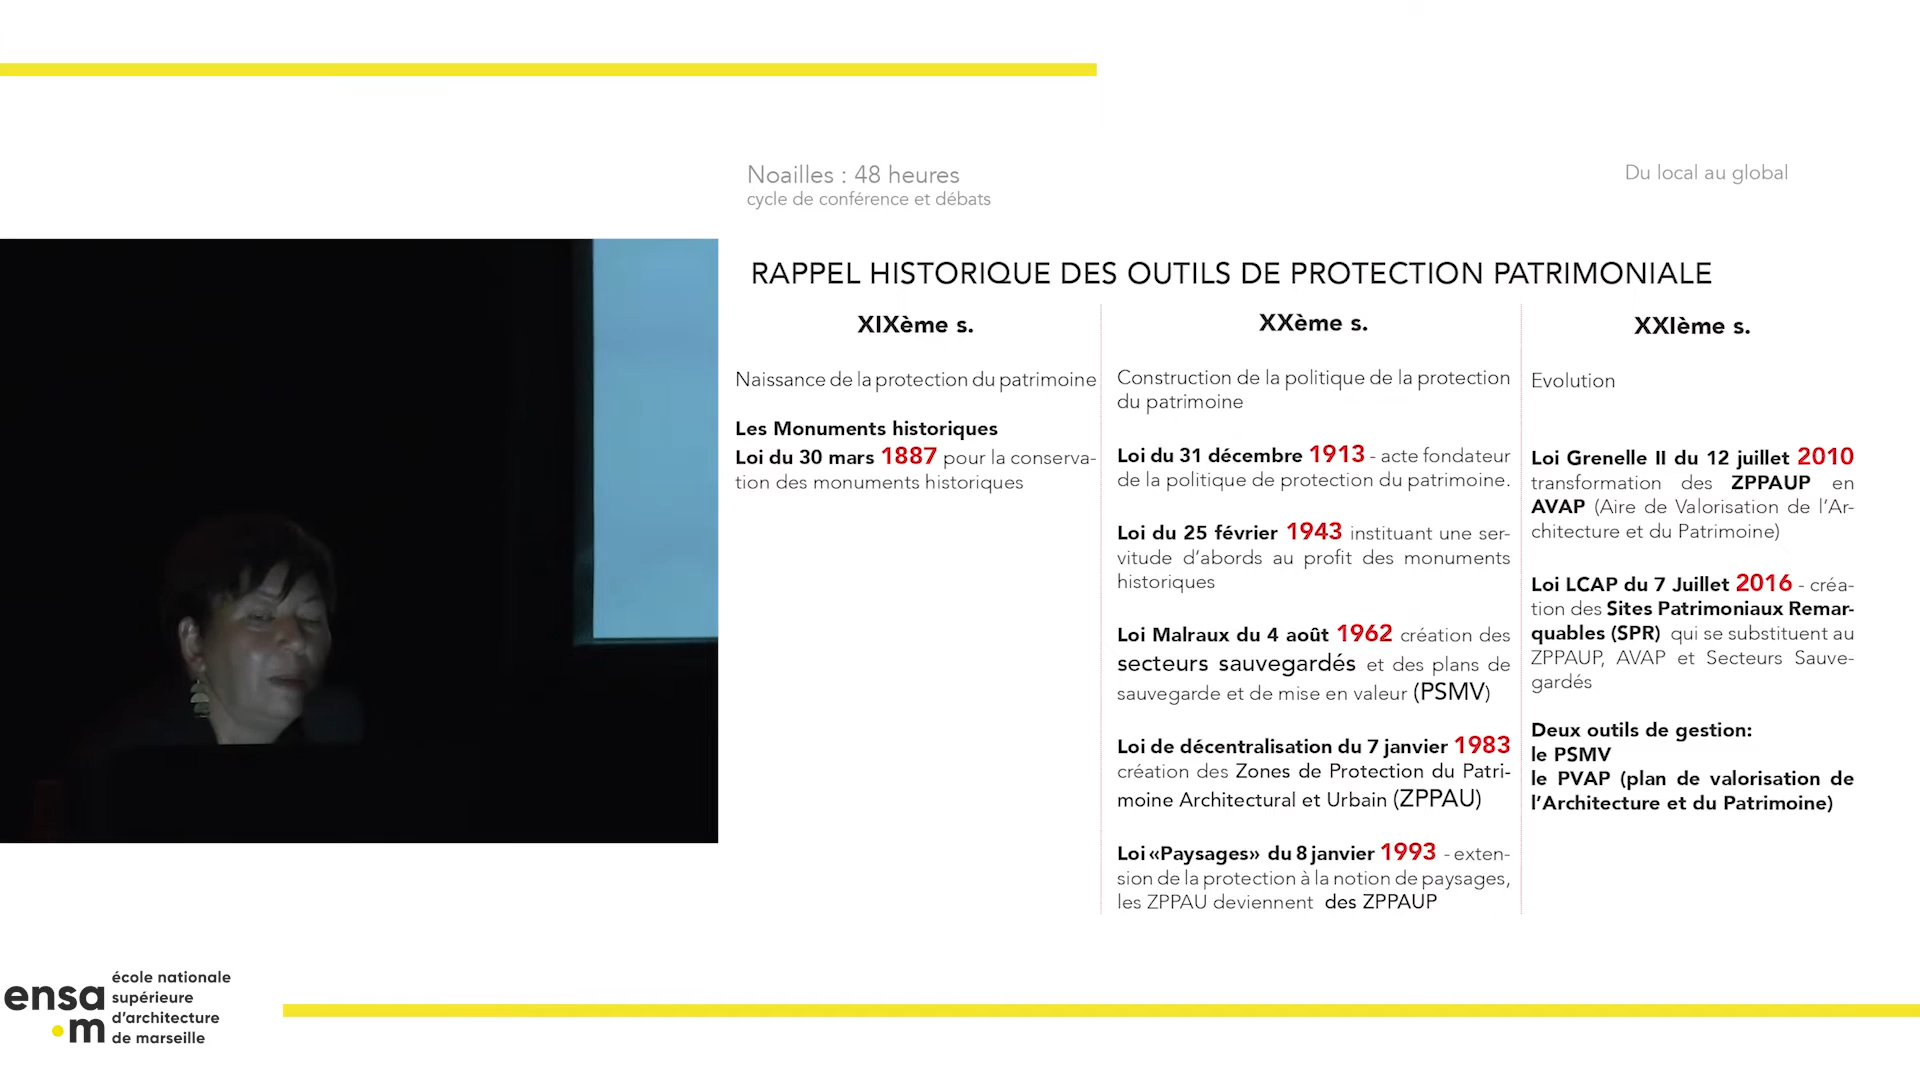 Noailles : 48 heures
cycle de conférence et débats
Du local au global
RAPPEL HISTORIQUE DES OUTILS DE PROTECTION PATRIMONIALE
XIXème s.
Naissance de la protection du patrimoine
Les Monuments historiques
Loi du 30 mars 1887 pour la conserva-
tion des monuments historiques
XXème s.
Construction de la politique de la protection
du patrimoine
Loi du 31 décembre 1913 - acte fondateur
de la politique de protection du patrimoine.
Loi du 25 février 1943 instituant une ser-
vitude d’abords au profit des monuments
historiques
Loi Malraux du 4 août 1962 création des
secteurs sauvegardés et des plans de
sauvegarde et de mise en valeur (PSMV)
Loi de décentralisation du 7 janvier 1983
création des Zones de Protection du Patri-
moine Architectural et Urbain (ZPPAU)
Loi «Paysages» du 8 janvier 1993 - exten-
sion de la protection à la notion de paysages,
les ZPPAU deviennent des ZPPAUP
XXIème s.
Evolution
Loi Grenelle II du 12 juillet 2010
transformation des ZPPAUP en
AVAP (Aire de Valorisation de l’Ar-
chitecture et du Patrimoine)
Loi LCAP du 7 Juillet 2016 - créa-
tion des Sites Patrimoniaux Remar-
quables (SPR) qui se substituent au
ZPPAUP, AVAP et Secteurs Sauve-
gardés
Deux outils de gestion:
le PSMV
le PVAP (plan de valorisation de
l’Architecture et du Patrimoine)
ensa
•m
école nationale
supérieure
d’architecture
de marseille